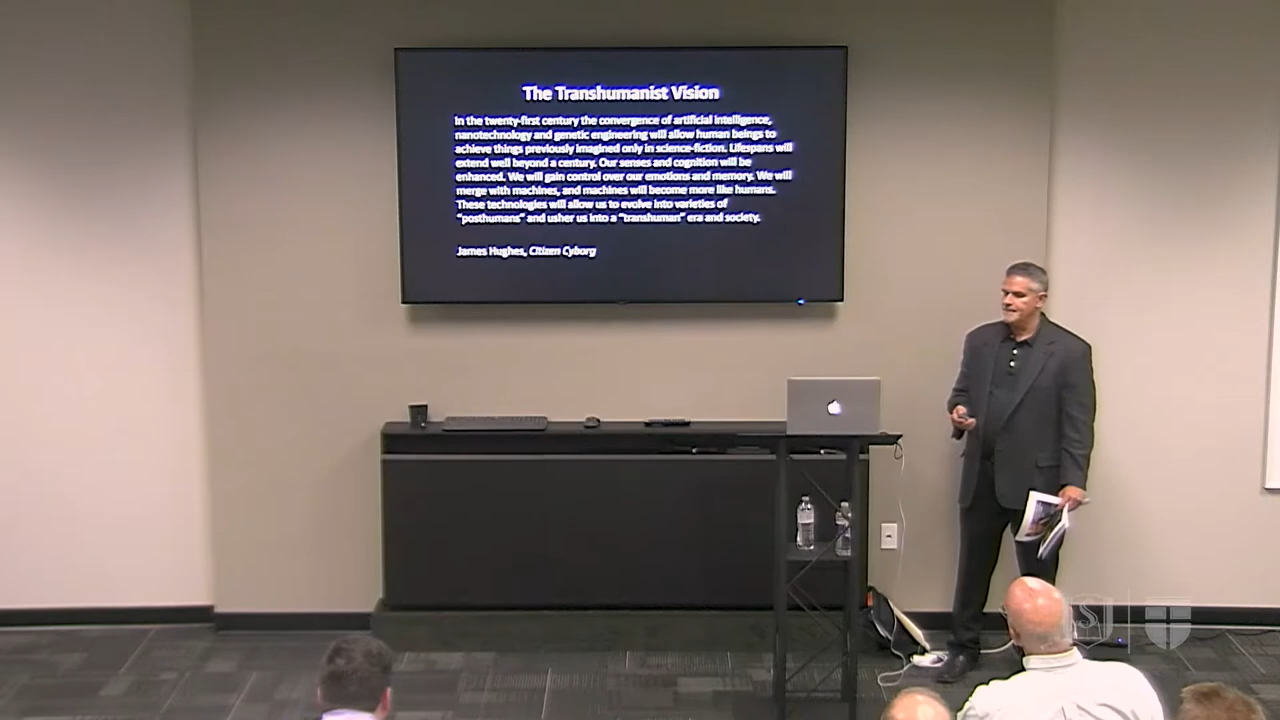 The Transhumanist Vision
In the twenty-first century the convergence of artificial intelligence,
nanotechnology and genetic engineering will allow human beings to
achieve things previously imagined only in science-fiction. Lifespans will
extend well beyond a century. Our senses and cognition will be
enhanced. We will gain control over our emotions and memory. We will
merge with machines, and machines will become more like humans.
These technologies will allow us to evolve into varieties of
"posthumans" and usher us into a "transhuman" era and society.
James Hughes, Citizen Cyborg
S